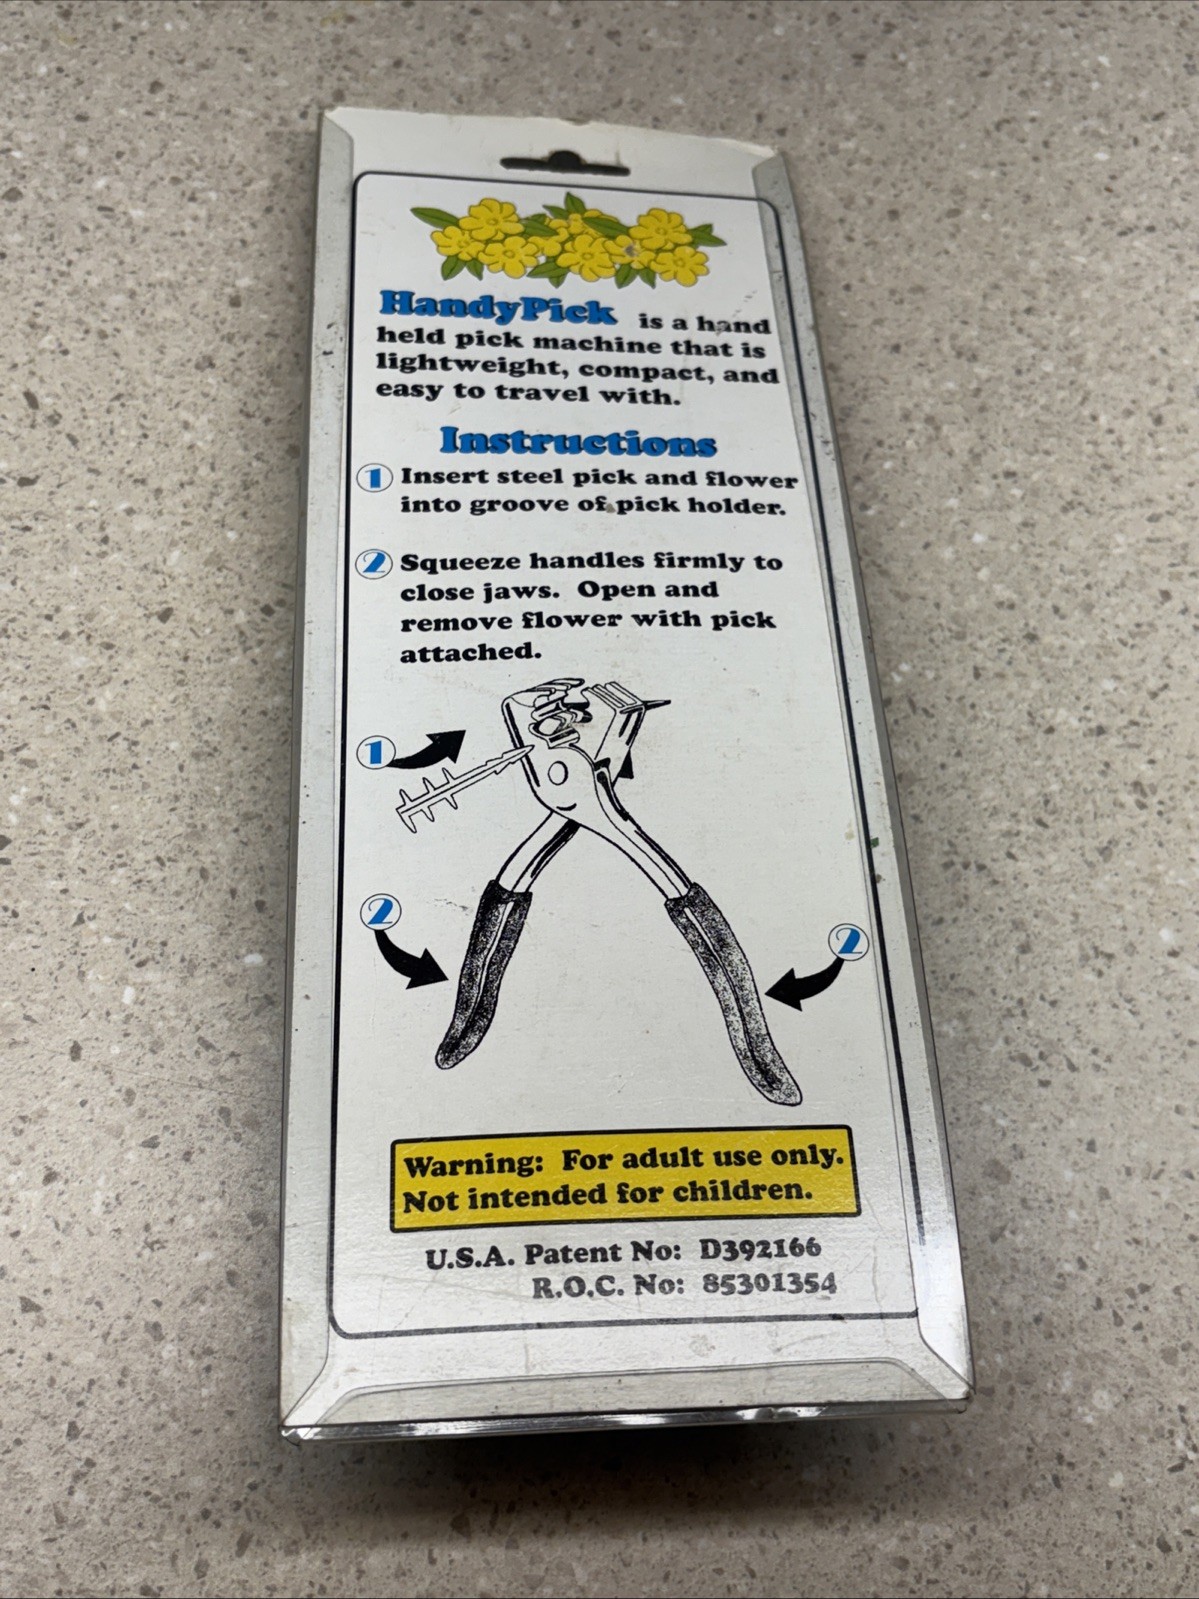 HandyPick is a hand
held pick machine that is
lightweight, compact, and
easy to travel with.
Instructions
1 Insert steel pick and flower
into groove of pick holder.
2 Squeeze handles firmly to
close jaws. Open and
remove flower with pick
attached.
1
2
2
Warning: For adult use only.
Not intended for children.
U.S.A. Patent No: D392166
R.O.C. No: 85301354